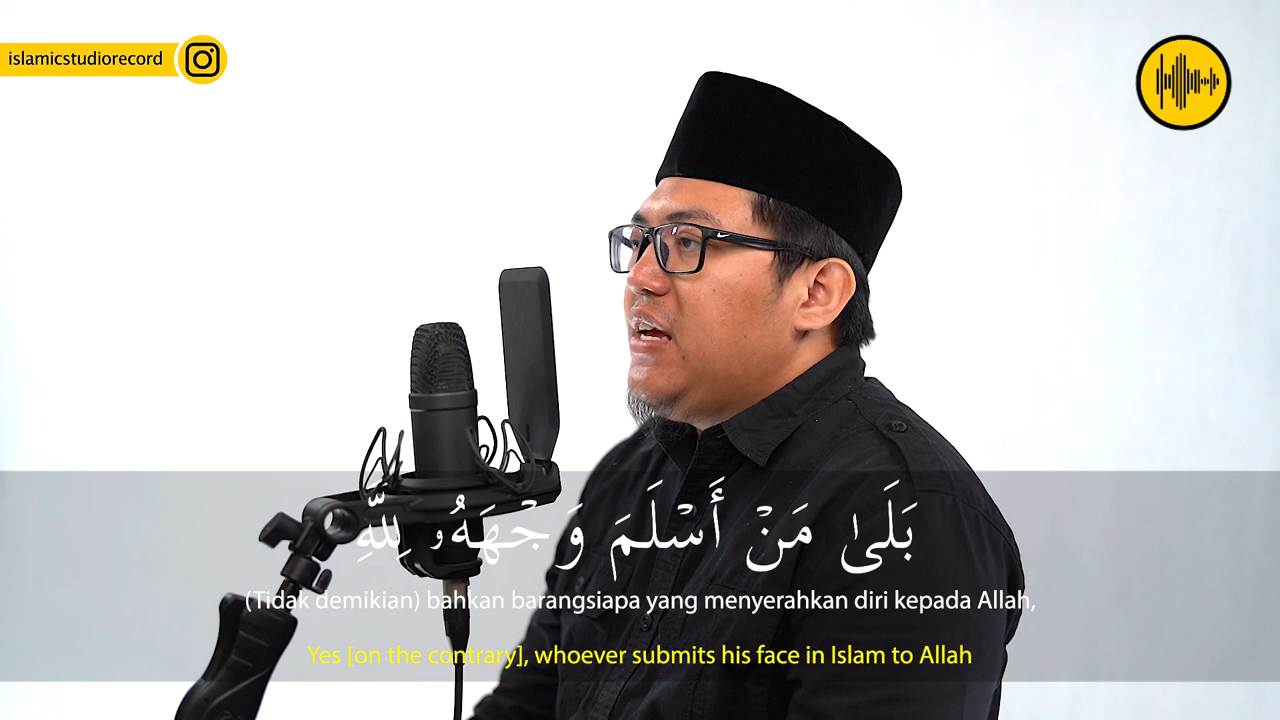 islamicstudiorecord
بَلَىٰ مَنْ أَسْلَمَ وَجْهَهُۥ لِلَّهِ
(Tidak demikian) bahkan barangsiapa yang menyerahkan diri kepada Allah,
Yes [on the contrary], whoever submits his face in Islam to Allah